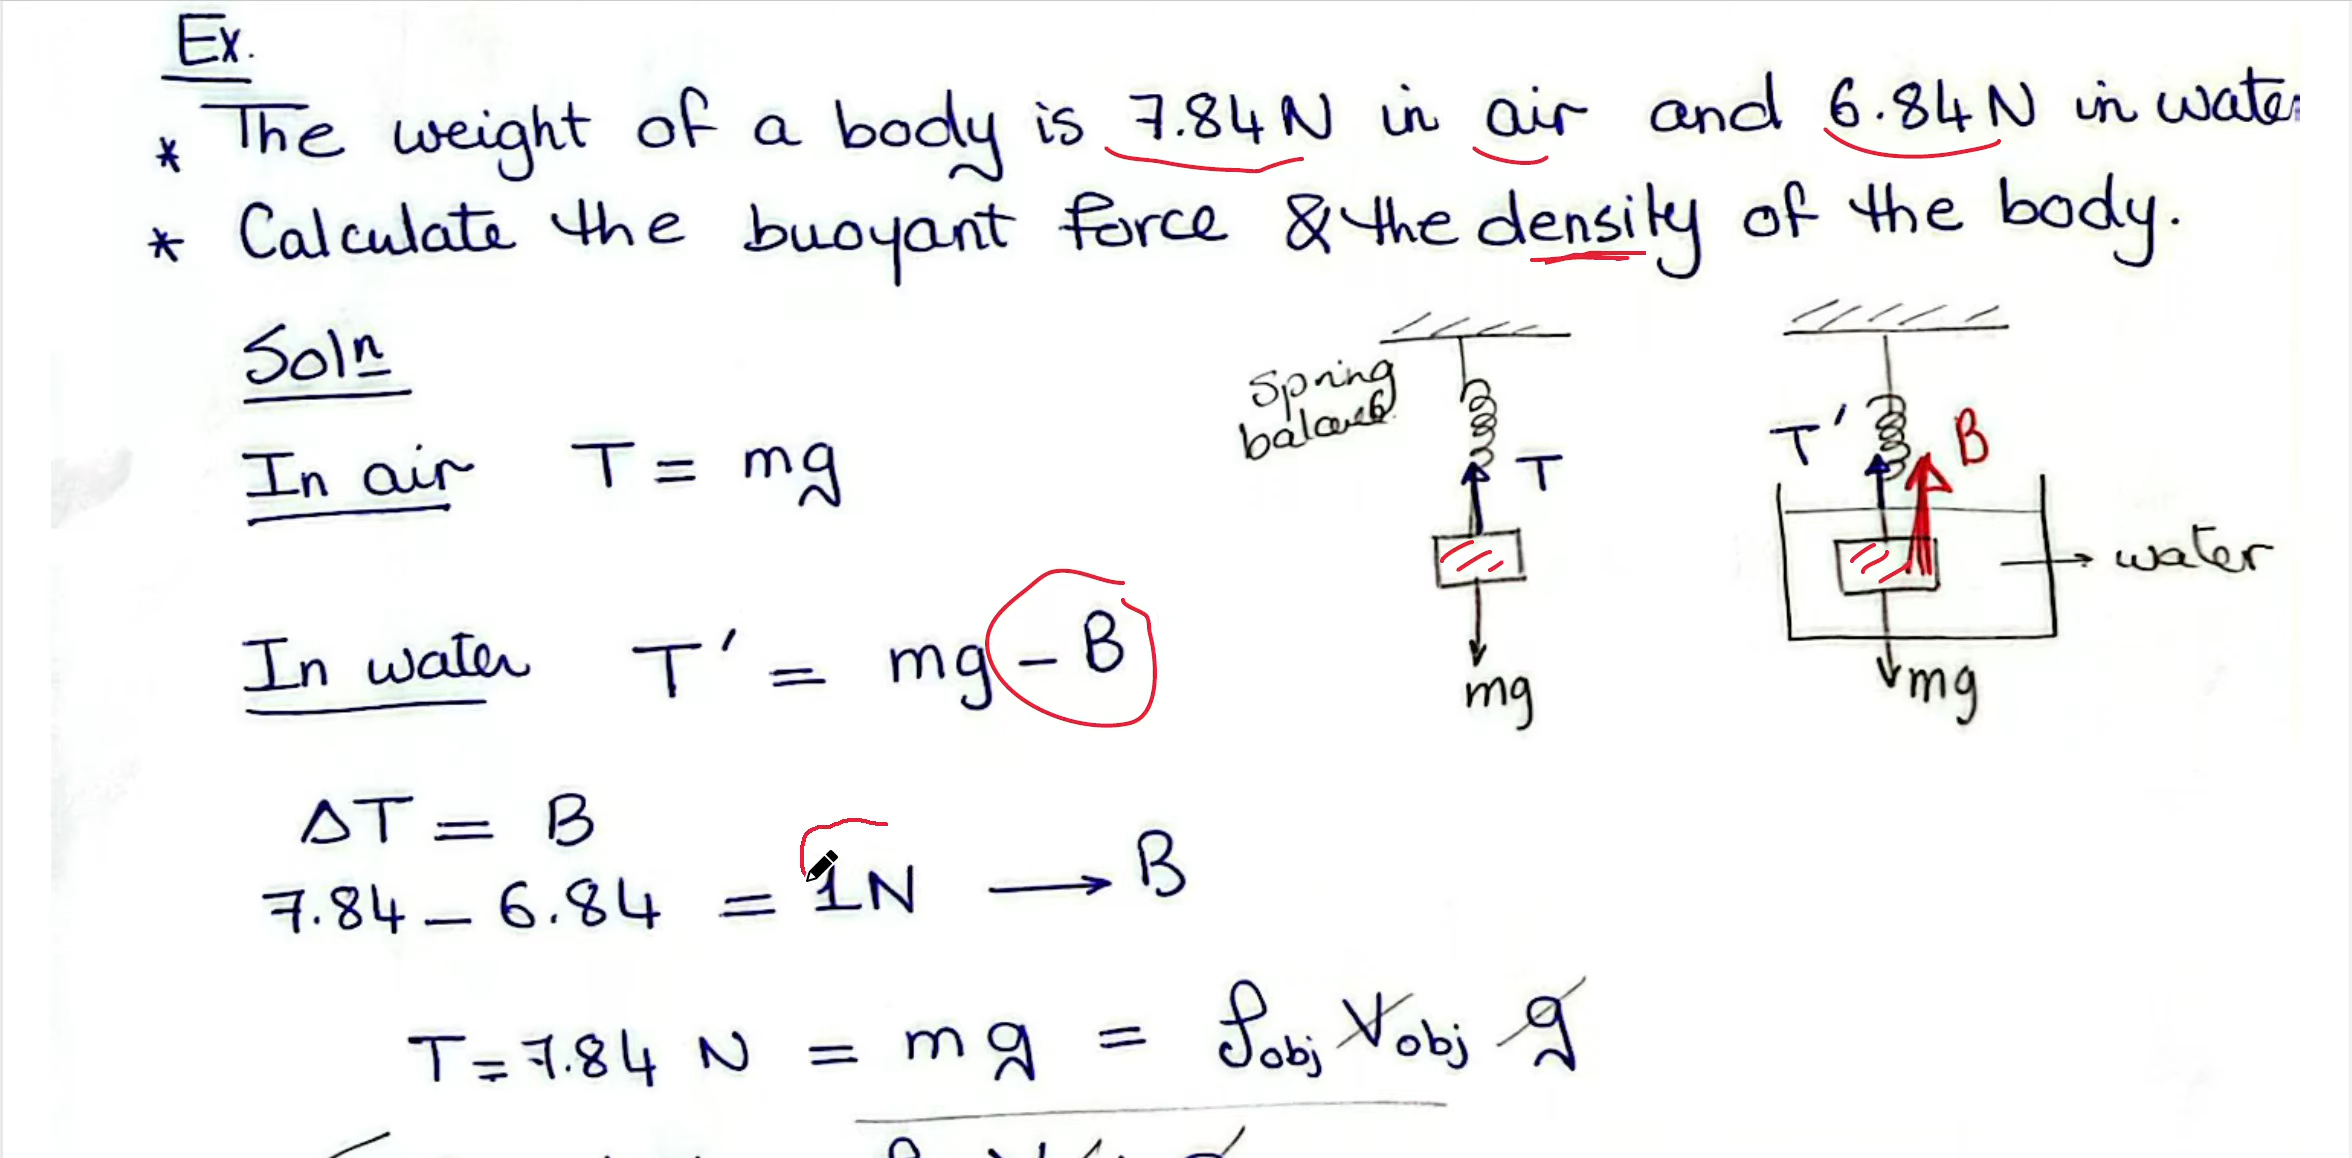 Ex.
* The weight of a body is 7.84N in air and 6.84N in water
* Calculate the buoyant force & the density of the body.
Soln
In air T = mg
Spring
balance
T
mg
T' B
water
mg
In water T' = mg - B
ΔT = B
7.84 - 6.84 = 1N → B
T = 7.84 N = mg = ρobj Vobj g